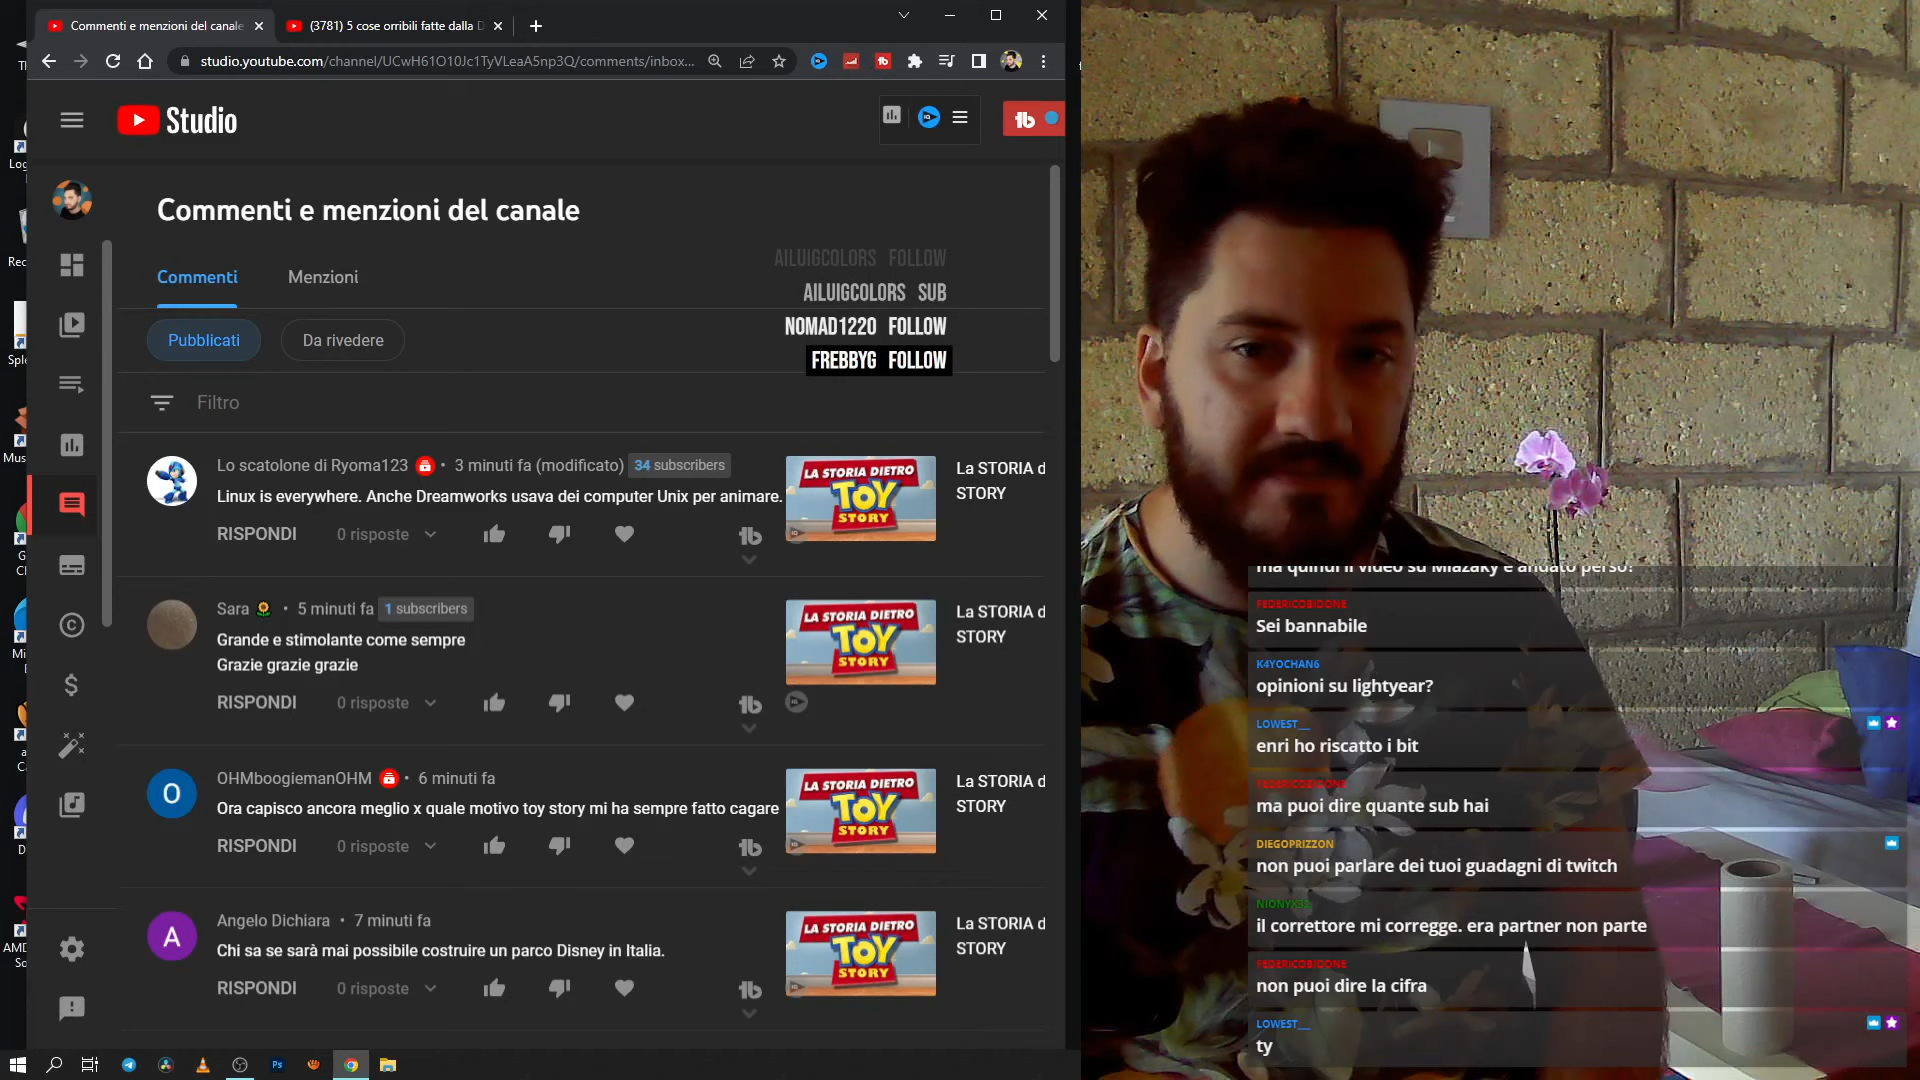 Commenti e menzioni del canale
(3781) 5 cose orribili fatte dalla D
studio.youtube.com/channel/UCwH61O10Jc1TyVLeaA5np3Q/comments/inbox...
Studio
Commenti e menzioni del canale
Commenti
Menzioni
AILUIGCOLORS FOLLOW
AILUIGCOLORS SUB
NOMAD1220 FOLLOW
FREBBYG FOLLOW
Pubblicati
Da rivedere
Filtro
Lo scatolone di Ryoma123 • 3 minuti fa (modificato) 34 subscribers
Linux is everywhere. Anche Dreamworks usava dei computer Unix per animare.
RISPONDI
0 risposte
LA STORIA DIETRO
TOY
STORY
La STORIA d
STORY
Sara • 5 minuti fa 1 subscribers
Grande e stimolante come sempre
Grazie grazie grazie
RISPONDI
0 risposte
LA STORIA DIETRO
TOY
STORY
La STORIA d
STORY
O
OHMboogiemanOHM • 6 minuti fa
Ora capisco ancora meglio x quale motivo toy story mi ha sempre fatto cagare
RISPONDI
0 risposte
LA STORIA DIETRO
TOY
STORY
La STORIA d
STORY
A
Angelo Dichiara • 7 minuti fa
Chi sa se sarà mai possibile costruire un parco Disney in Italia.
RISPONDI
0 risposte
LA STORIA DIETRO
TOY
STORY
La STORIA d
STORY
ma quindi il video su Miazaky è andato perso?
FEDERICOBIDONE
Sei bannabile
K4YOCHAN6
opinioni su lightyear?
LOWEST__
enri ho riscatto i bit
FEDERICOBIDONE
ma puoi dire quante sub hai
DIEGOPRIZZON
non puoi parlare dei tuoi guadagni di twitch
NIONYX32
il correttore mi corregge. era partner non parte
FEDERICOBIDONE
non puoi dire la cifra
LOWEST__
ty